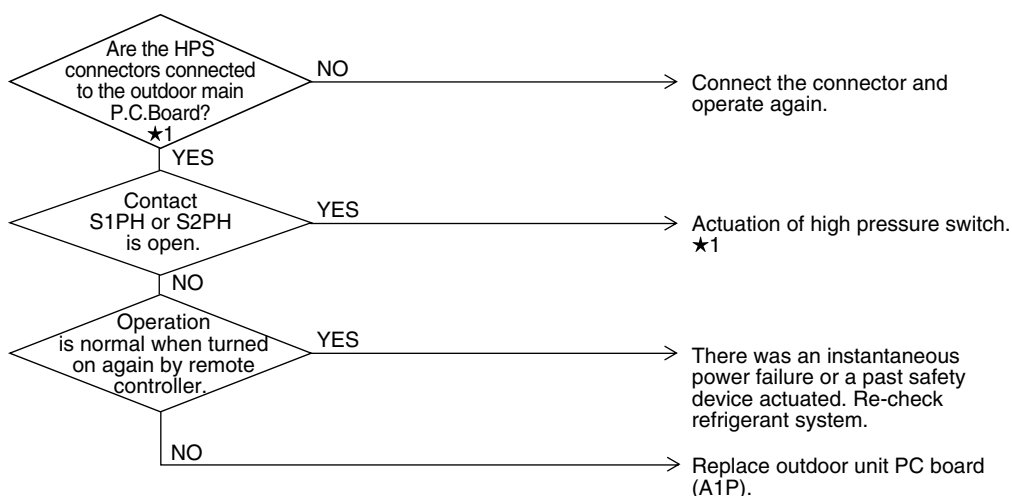 Are the HPS
connectors connected
to the outdoor main
P.C.Board?
★1
NO
Connect the connector and
operate again.
YES
Contact
S1PH or S2PH
is open.
YES
Actuation of high pressure switch.
★1
NO
Operation
is normal when turned
on again by remote
controller.
YES
There was an instantaneous
power failure or a past safety
device actuated. Re-check
refrigerant system.
NO
Replace outdoor unit PC board
(A1P).